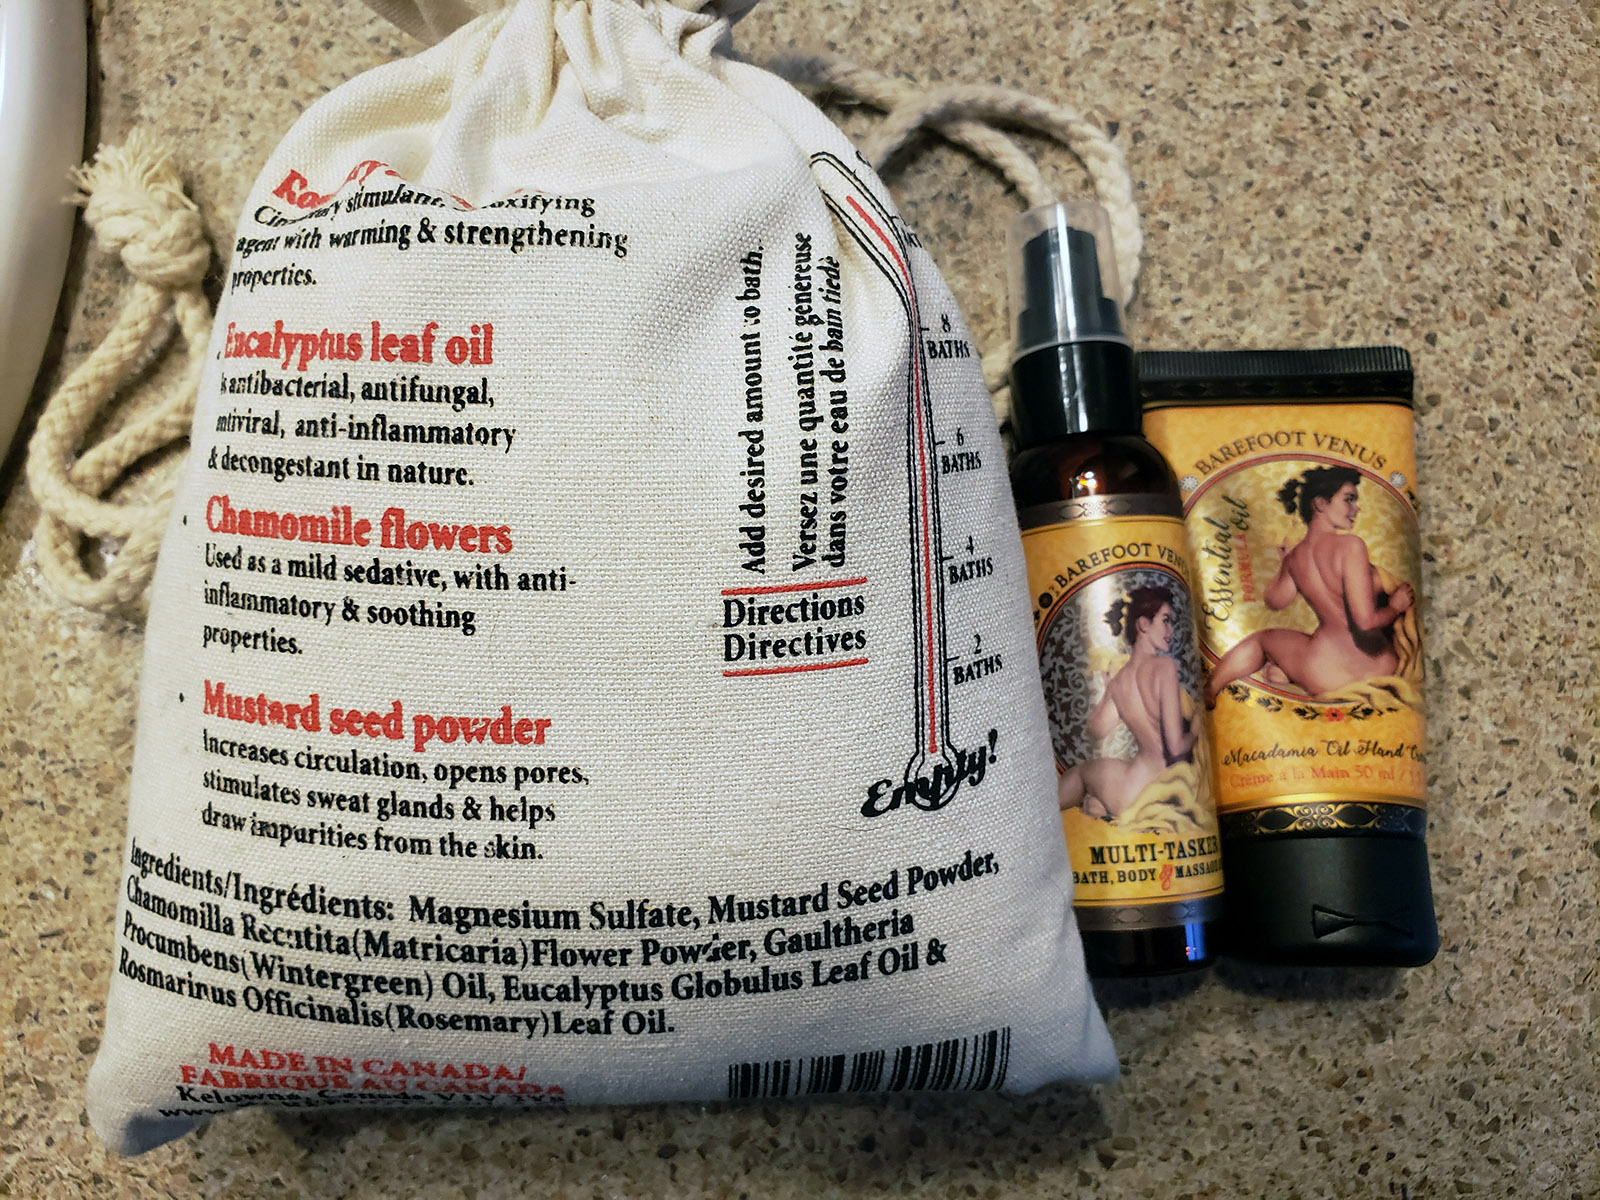 agent with warming & strengthening
properties.
Eucalyptus leaf oil
is antibacterial, antifungal,
antiviral, anti-inflammatory
& decongestant in nature.
Chamomile flowers
Used as a mild sedative, with anti-
inflammatory & soothing
properties.
Mustard seed powder
Increases circulation, opens pores,
stimulates sweat glands & helps
draw impurities from the skin.
Add desired amount to bath.
Versez une quantité généreuse
dans votre eau de bain tiède
Directions
Directives
8
BATHS
6
BATHS
4
BATHS
2
BATHS
Empty!
Ingredients/Ingrédients: Magnesium Sulfate, Mustard Seed Powder,
Chamomilla Recutita(Matricaria)Flower Powder, Gaultheria
Procumbens(Wintergreen) Oil, Eucalyptus Globulus Leaf Oil &
Rosmarinus Officinalis(Rosemary)Leaf Oil.
MADE IN CANADA/
FABRIQUE AU CANADA
Kelowna, Canada V1V
BAREFOOT VENUS
MULTI-TASKER
BATH, BODY & MASSAGE
BAREFOOT VENUS
Essential
FORMULA oil
Macadamia Oil Hand
Crème à la Main 50 ml /